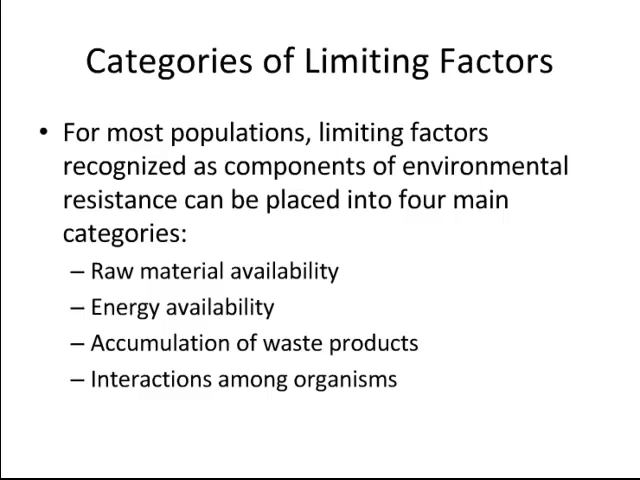 Categories of Limiting Factors
• For most populations, limiting factors
recognized as components of environmental
resistance can be placed into four main
categories:
– Raw material availability
– Energy availability
– Accumulation of waste products
– Interactions among organisms